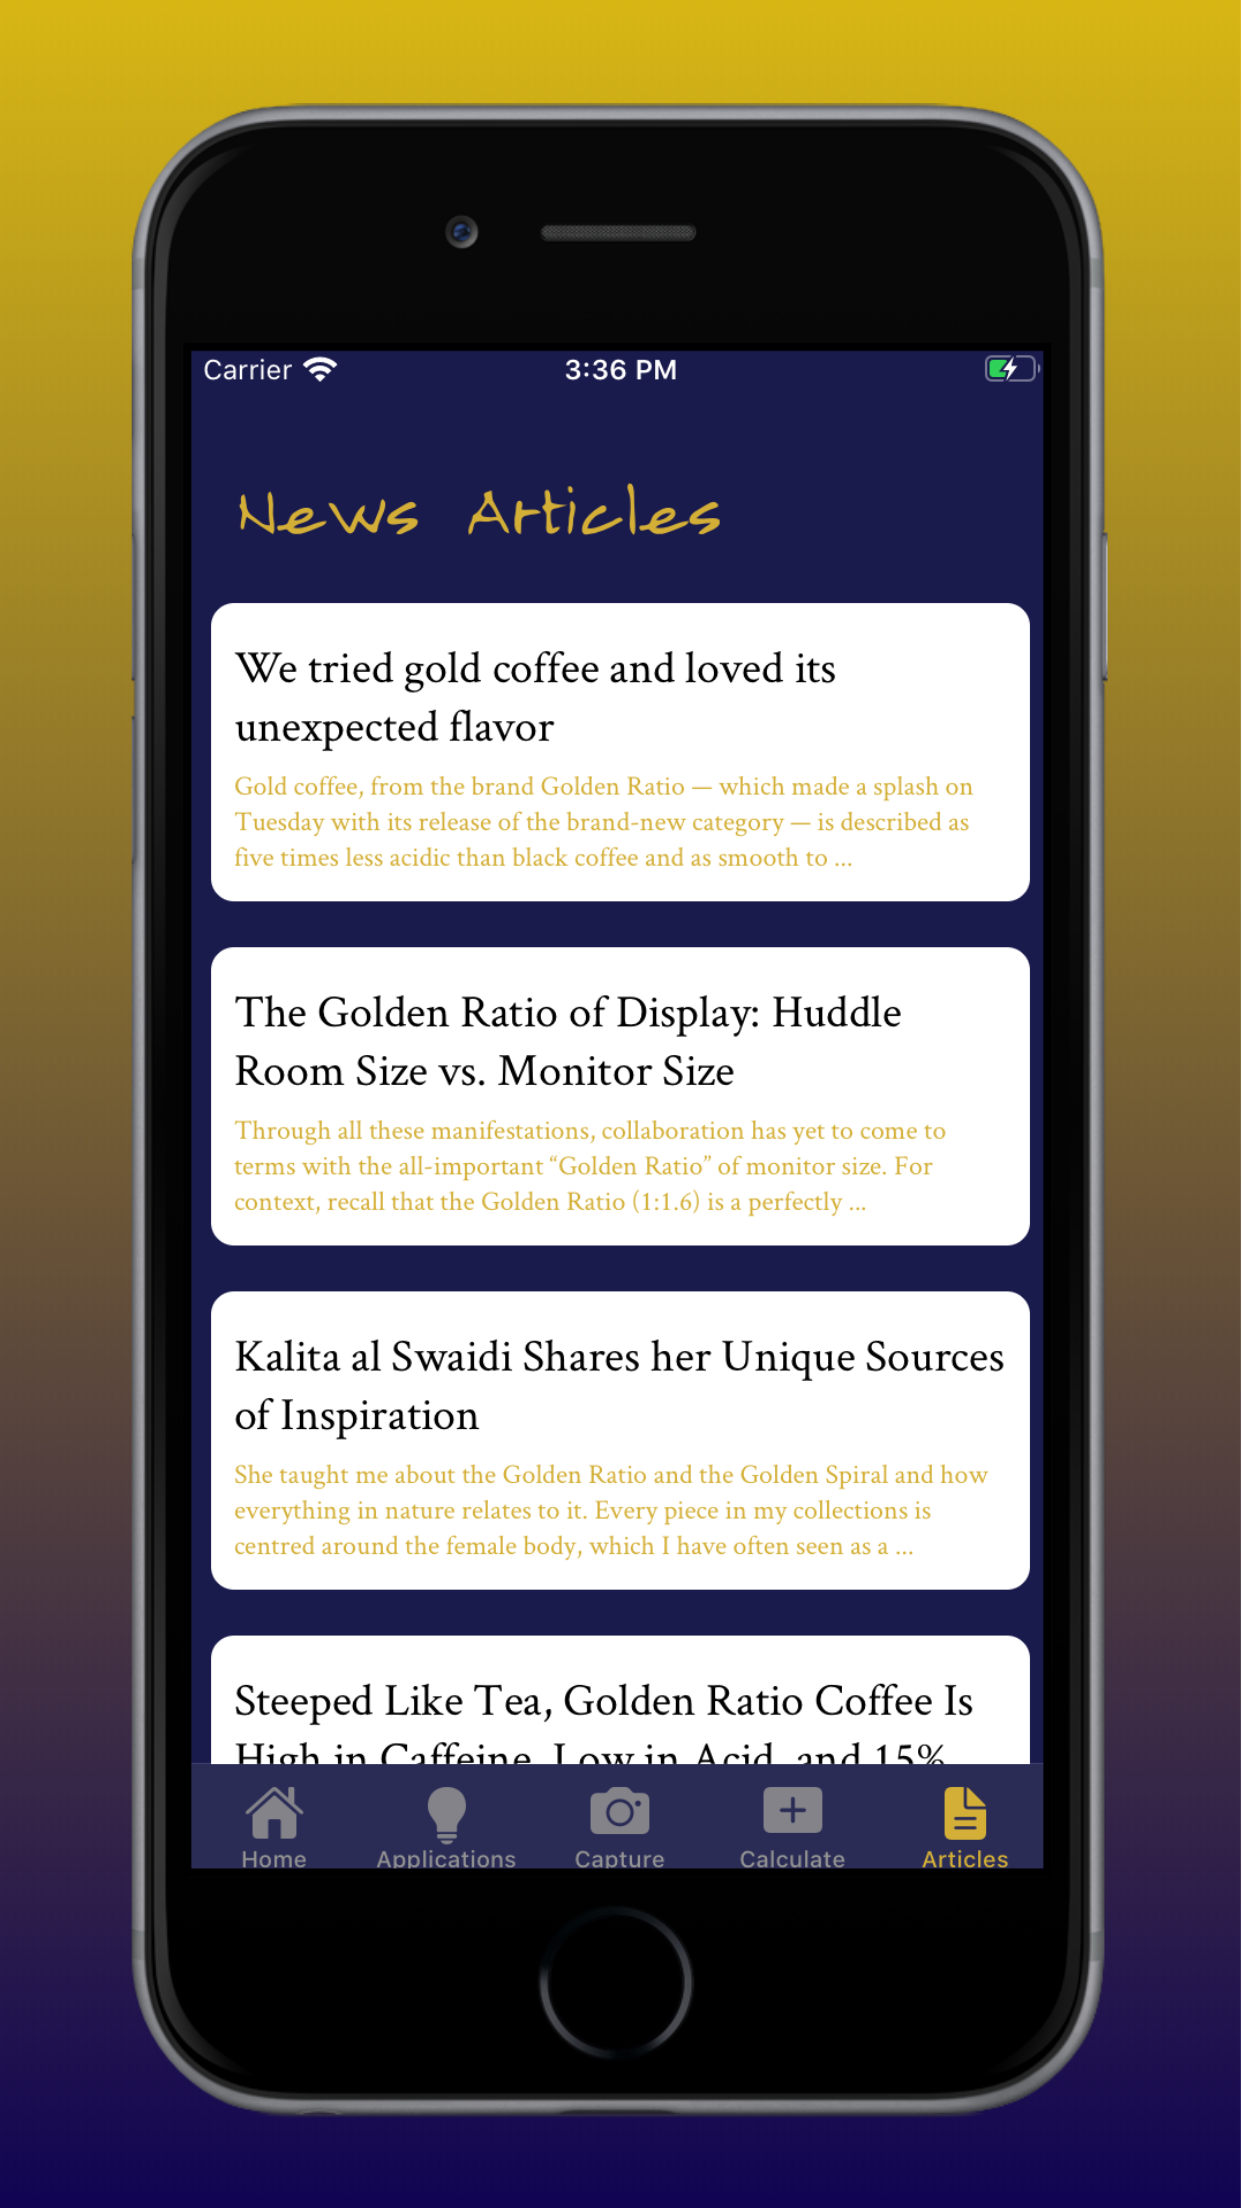 Carrier 3:36 PM
News Articles
We tried gold coffee and loved its
unexpected flavor
Gold coffee, from the brand Golden Ratio — which made a splash on
Tuesday with its release of the brand-new category — is described as
five times less acidic than black coffee and as smooth to ...
The Golden Ratio of Display: Huddle
Room Size vs. Monitor Size
Through all these manifestations, collaboration has yet to come to
terms with the all-important “Golden Ratio” of monitor size. For
context, recall that the Golden Ratio (1:1.6) is a perfectly ...
Kalita al Swaidi Shares her Unique Sources
of Inspiration
She taught me about the Golden Ratio and the Golden Spiral and how
everything in nature relates to it. Every piece in my collections is
centred around the female body, which I have often seen as a ...
Steeped Like Tea, Golden Ratio Coffee Is
High in Caffeine, Low in Acid, and 15%
Home Applications Capture Calculate Articles